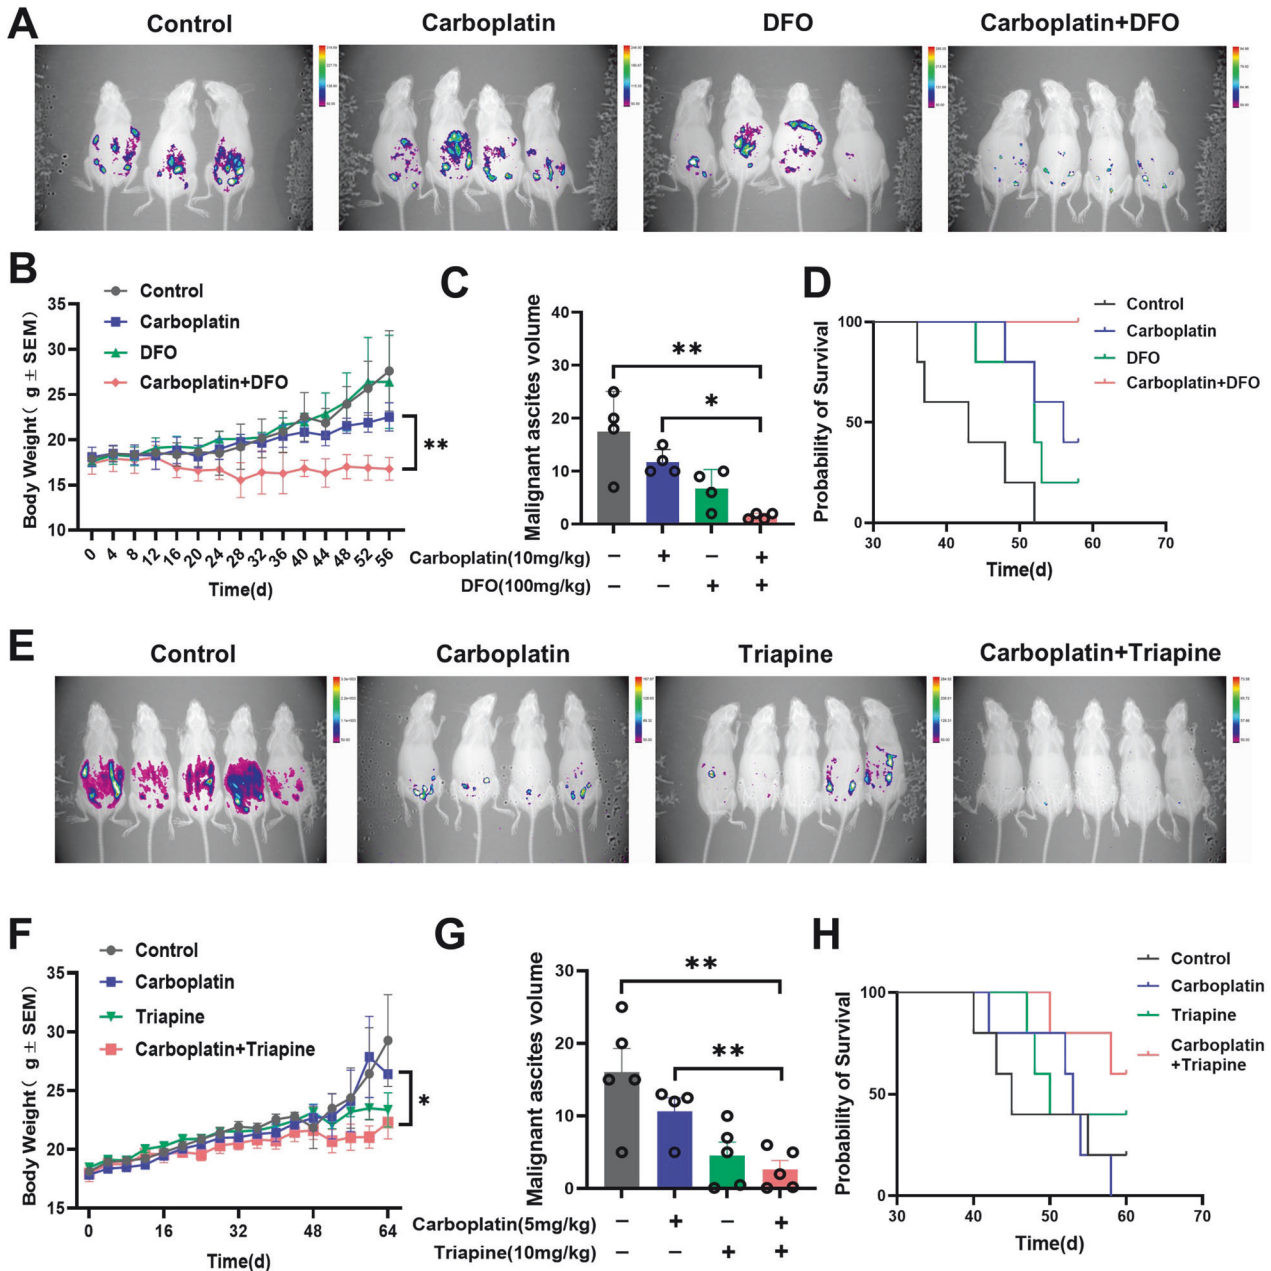 A
Control
Carboplatin
DFO
Carboplatin+DFO
B
Control
Carboplatin
DFO
Carboplatin+DFO
Body Weight( g ± SEM)
35
30
25
20
15
10
**
0 4 8 12 16 20 24 28 32 36 40 44 48 52 56
Time(d)
C
Malignant ascites volume
40
30
20
10
0
**
*
Carboplatin(10mg/kg) − + − +
DFO(100mg/kg) − − + +
D
Control
Carboplatin
DFO
Carboplatin+DFO
Probability of Survival
100
50
0
30 40 50 60 70
Time(d)
E
Control
Carboplatin
Triapine
Carboplatin+Triapine
F
Control
Carboplatin
Triapine
Carboplatin+Triapine
Body Weight( g ± SEM)
35
30
25
20
15
*
0 16 32 48 64
Time(d)
G
Malignant ascites volume
30
20
10
0
**
**
Carboplatin(5mg/kg) − + − +
Triapine(10mg/kg) − − + +
H
Control
Carboplatin
Triapine
Carboplatin
+Triapine
Probability of Survival
100
50
0
30 40 50 60 70
Time(d)